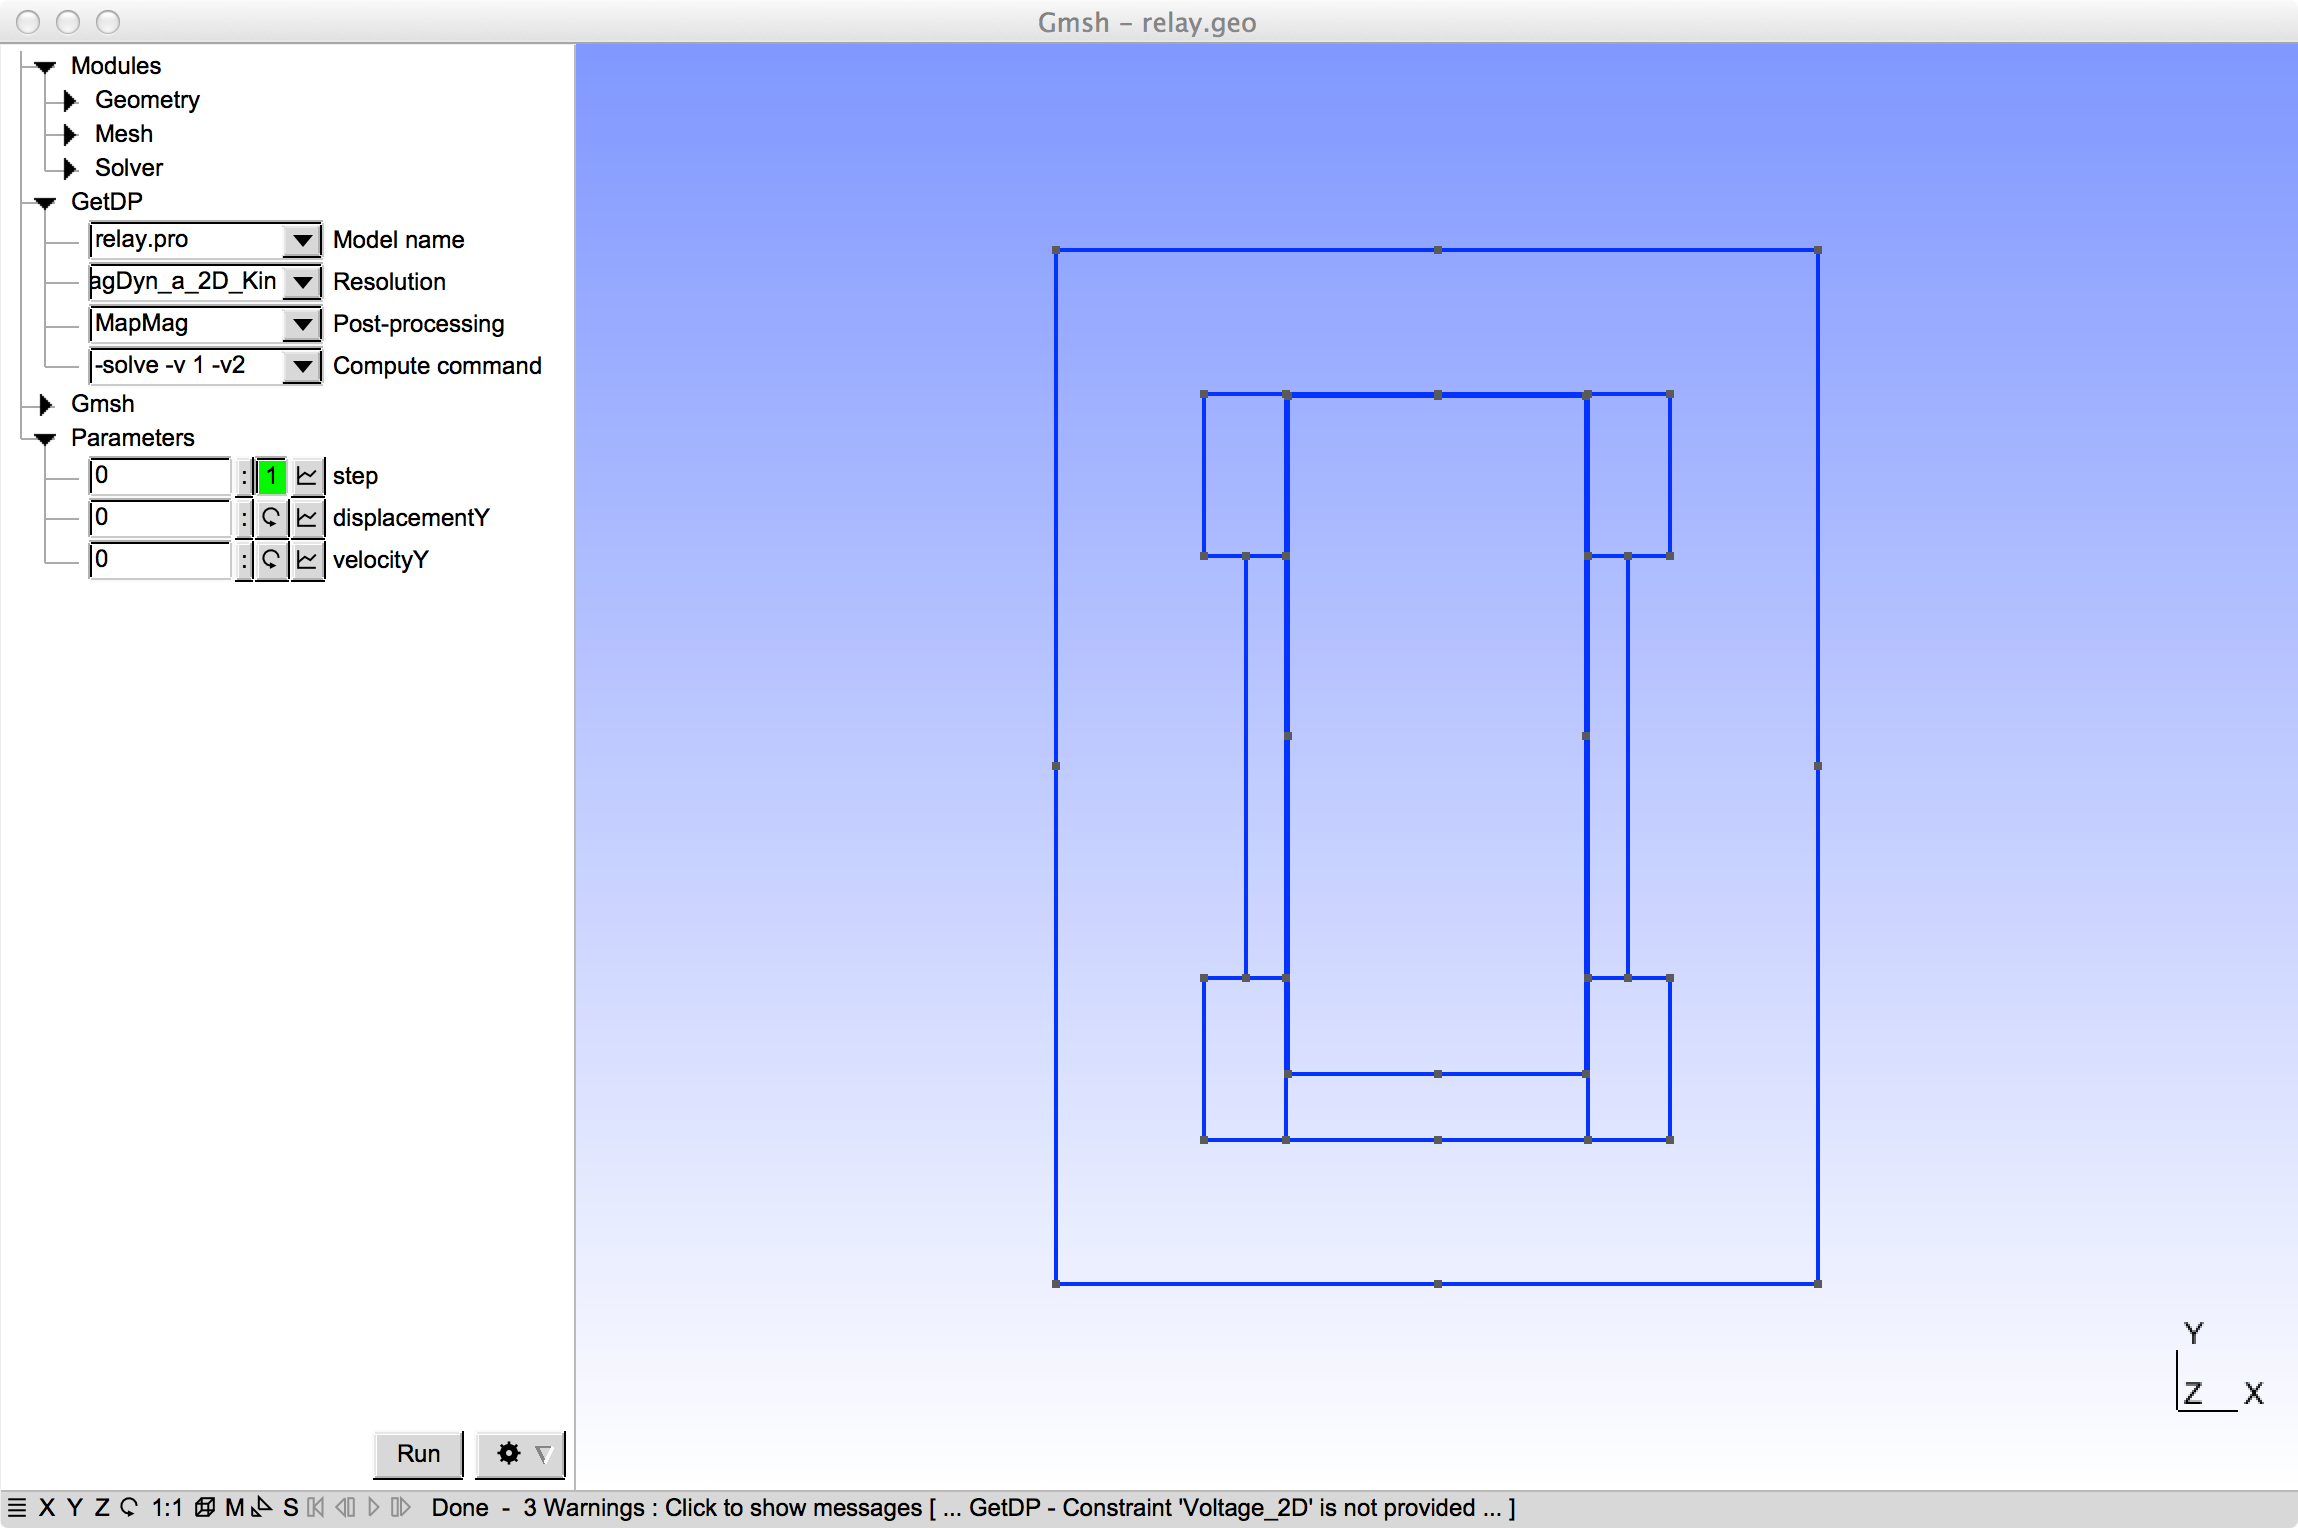 Gmsh – relay.geo
Modules
Geometry
Mesh
Solver
GetDP
relay.pro Model name
agDyn_a_2D_Kin Resolution
MapMag Post-processing
-solve -v 1 -v2 Compute command
Gmsh
Parameters
0 : 1 step
0 : displacementY
0 : velocityY
Y
Z X
Run
X Y Z 1:1 M S Done - 3 Warnings : Click to show messages [ ... GetDP - Constraint 'Voltage_2D' is not provided ... ]